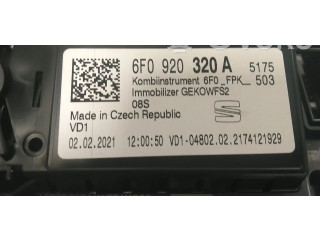 6F0 920 320 A 5175
Kombiinstrument 6F0 _FPK_ 503
Immobilizer GEKOWFS2
08S
Made in Czech Republic
VD1
02.02.2021 12:00:50 VD1-04802.02.2174121929